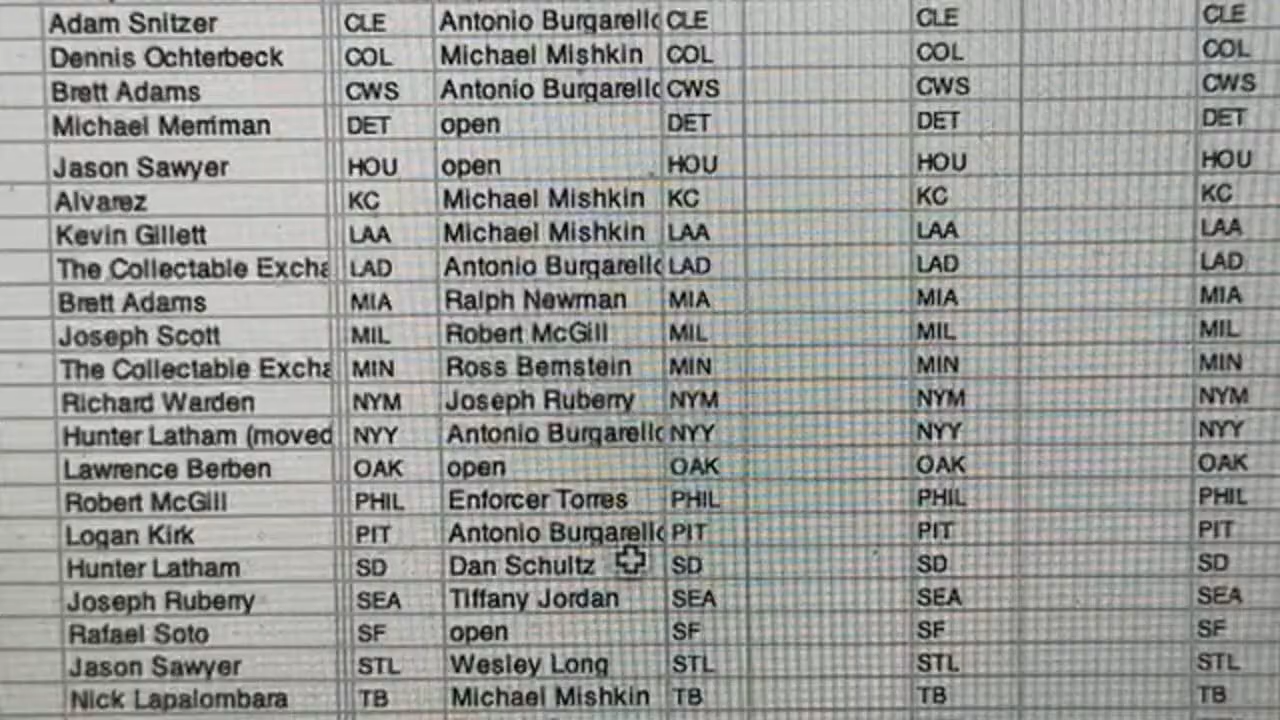 Adam Snitzer CLE Antonio Burgarello CLE CLE CLE
Dennis Ochterbeck COL Michael Mishkin COL COL COL
Brett Adams CWS Antonio Burgarello CWS CWS CWS
Michael Merriman DET open DET DET DET
Jason Sawyer HOU open HOU HOU HOU
Alvarez KC Michael Mishkin KC KC KC
Kevin Gillett LAA Michael Mishkin LAA LAA LAA
The Collectable Excha LAD Antonio Burgarello LAD LAD LAD
Brett Adams MIA Ralph Newman MIA MIA MIA
Joseph Scott MIL Robert McGill MIL MIL MIL
The Collectable Excha MIN Ross Bernstein MIN MIN MIN
Richard Warden NYM Joseph Ruberry NYM NYM NYM
Hunter Latham (moved NYY Antonio Burgarello NYY NYY NYY
Lawrence Berben OAK open OAK OAK OAK
Robert McGill PHIL Enforcer Torres PHIL PHIL PHIL
Logan Kirk PIT Antonio Burgarello PIT PIT PIT
Hunter Latham SD Dan Schultz SD SD SD
Joseph Ruberry SEA Tiffany Jordan SEA SEA SEA
Rafael Soto SF open SF SF SF
Jason Sawyer STL Wesley Long STL STL STL
Nick Lapalombara TB Michael Mishkin TB TB TB